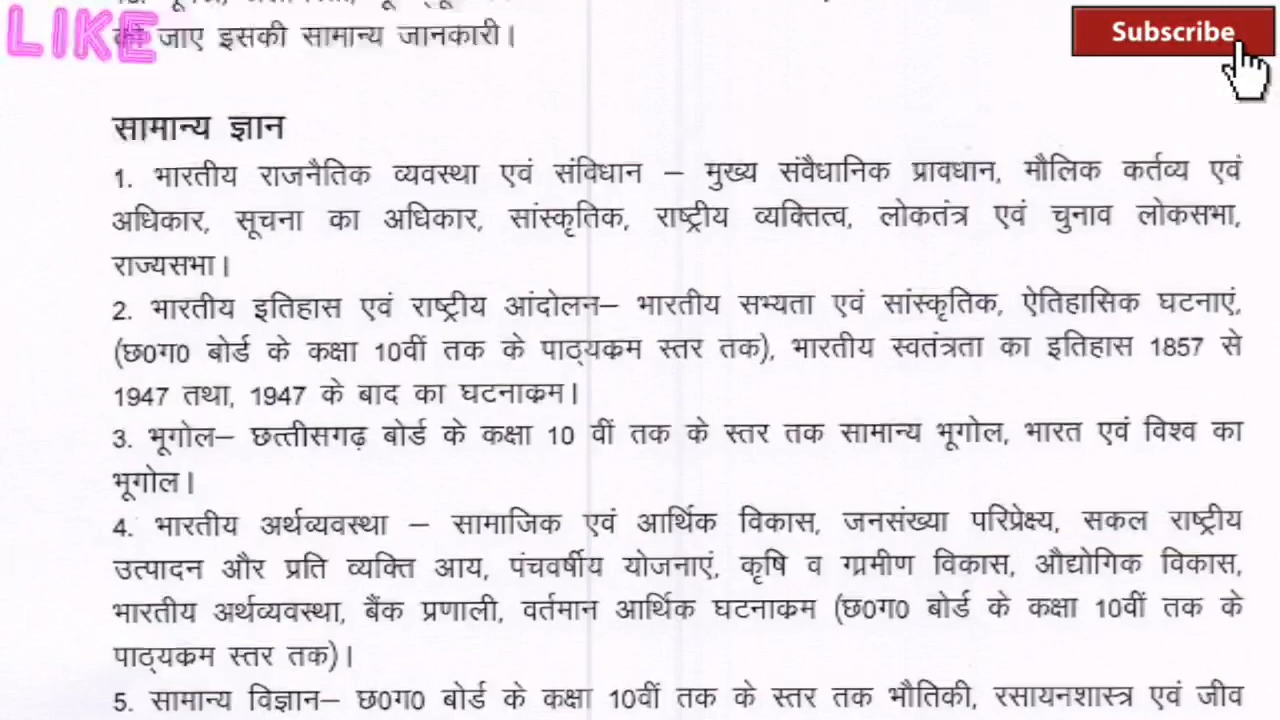 LIKE
Subscribe
की जाए इसकी सामान्य जानकारी।
सामान्य ज्ञान
1. भारतीय राजनैतिक व्यवस्था एवं संविधान – मुख्य संवैधानिक प्रावधान, मौलिक कर्तव्य एवं
अधिकार, सूचना का अधिकार, सांस्कृतिक, राष्ट्रीय व्यक्तित्व, लोकतंत्र एवं चुनाव लोकसभा,
राज्यसभा।
2. भारतीय इतिहास एवं राष्ट्रीय आंदोलन– भारतीय सभ्यता एवं सांस्कृतिक, ऐतिहासिक घटनाएं,
(छ0ग0 बोर्ड के कक्षा 10वीं तक के पाठ्यकम स्तर तक), भारतीय स्वतंत्रता का इतिहास 1857 से
1947 तथा, 1947 के बाद का घटनाक्रम।
3. भूगोल– छत्तीसगढ़ बोर्ड के कक्षा 10 वीं तक के स्तर तक सामान्य भूगोल, भारत एवं विश्व का
भूगोल।
4. भारतीय अर्थव्यवस्था – सामाजिक एवं आर्थिक विकास, जनसंख्या परिप्रेक्ष्य, सकल राष्ट्रीय
उत्पादन और प्रति व्यक्ति आय, पंचवर्षीय योजनाएं, कृषि व ग्रमीण विकास, औद्योगिक विकास,
भारतीय अर्थव्यवस्था, बैंक प्रणाली, वर्तमान आर्थिक घटनाक्रम (छ0ग0 बोर्ड के कक्षा 10वीं तक के
पाठ्यकम स्तर तक)।
5. सामान्य विज्ञान– छ0ग0 बोर्ड के कक्षा 10वीं तक के स्तर तक भौतिकी, रसायनशास्त्र एवं जीव